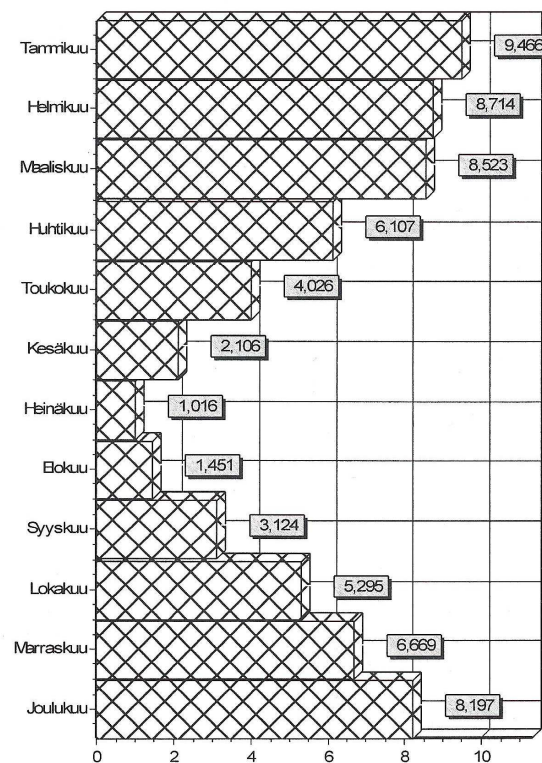 Tammikuu 9,466
Helmikuu 8,714
Maaliskuu 8,523
Huhtikuu 6,107
Toukokuu 4,026
Kesäkuu 2,106
Heinäkuu 1,016
Elokuu 1,451
Syyskuu 3,124
Lokakuu 5,295
Marraskuu 6,669
Joulukuu 8,197
0 2 4 6 8 10